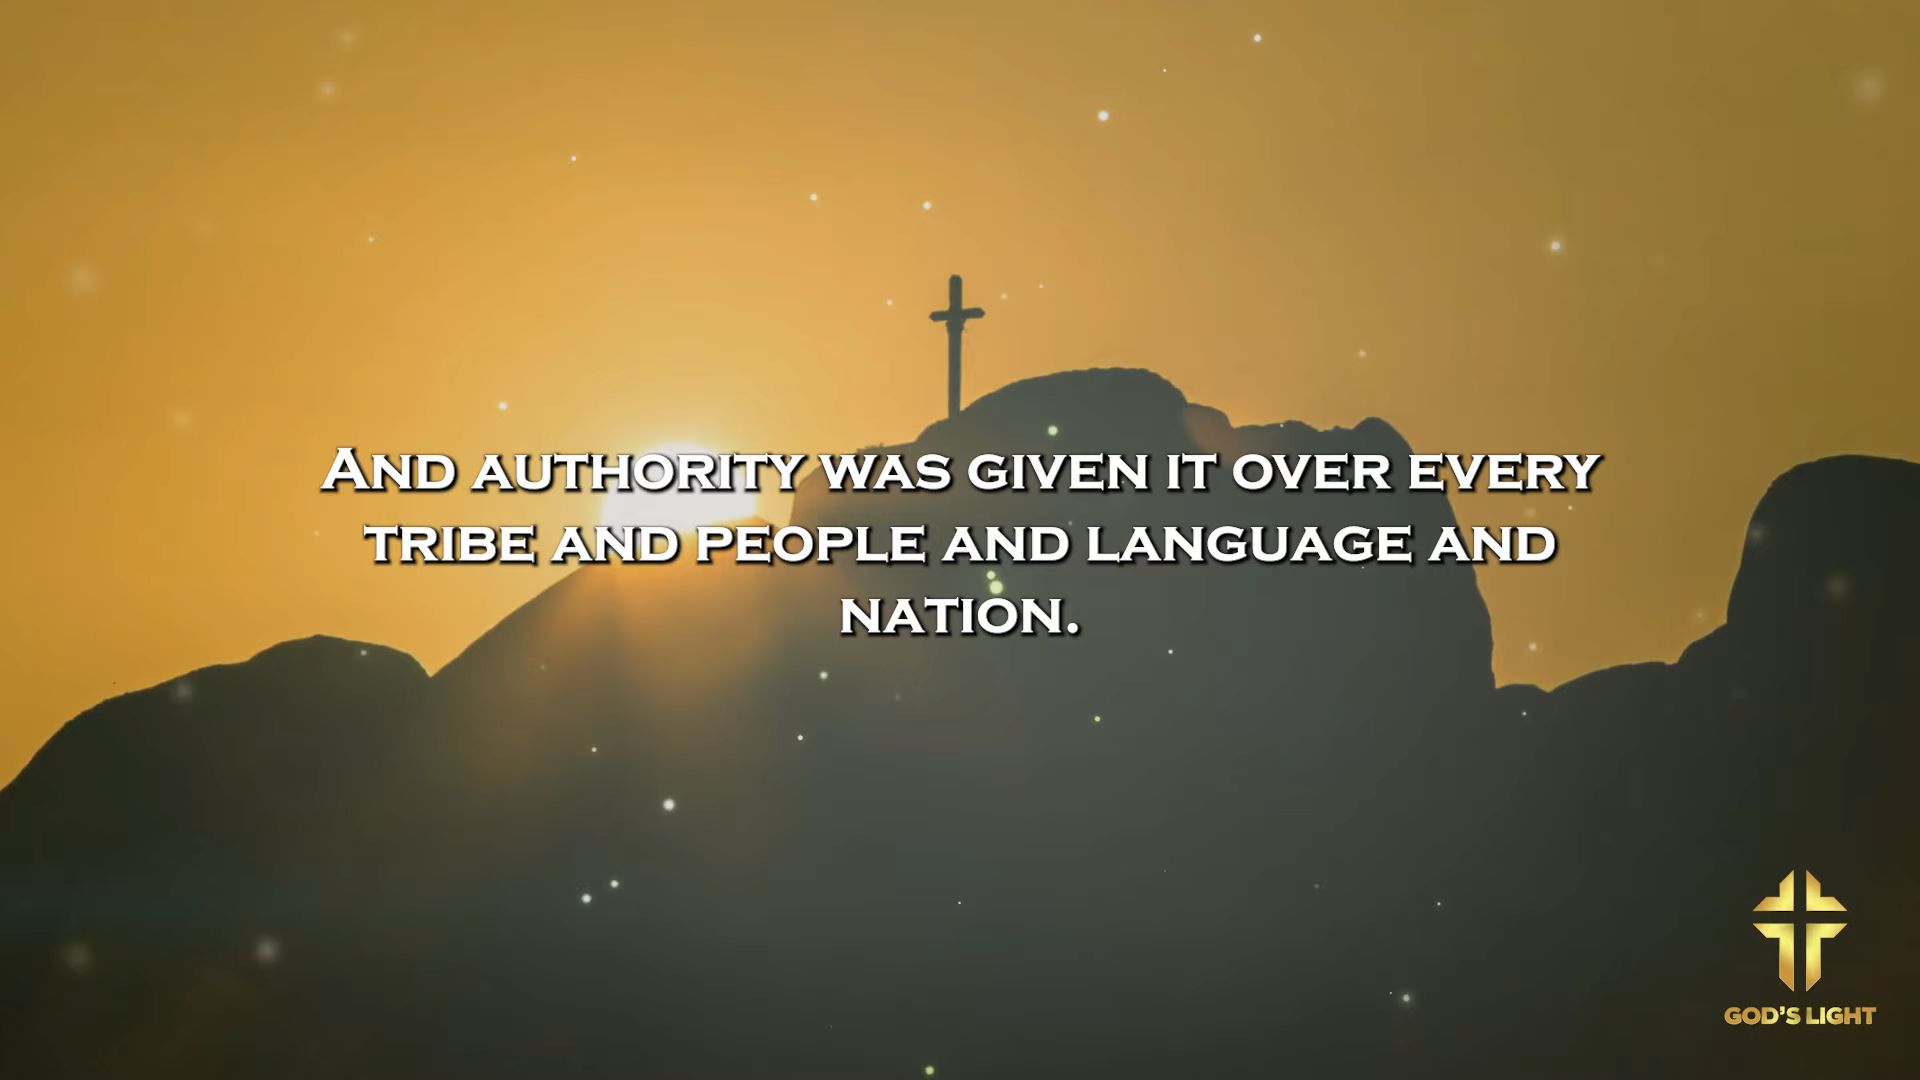 And authority was given it over every
tribe and people and language and
nation.
GOD'S LIGHT